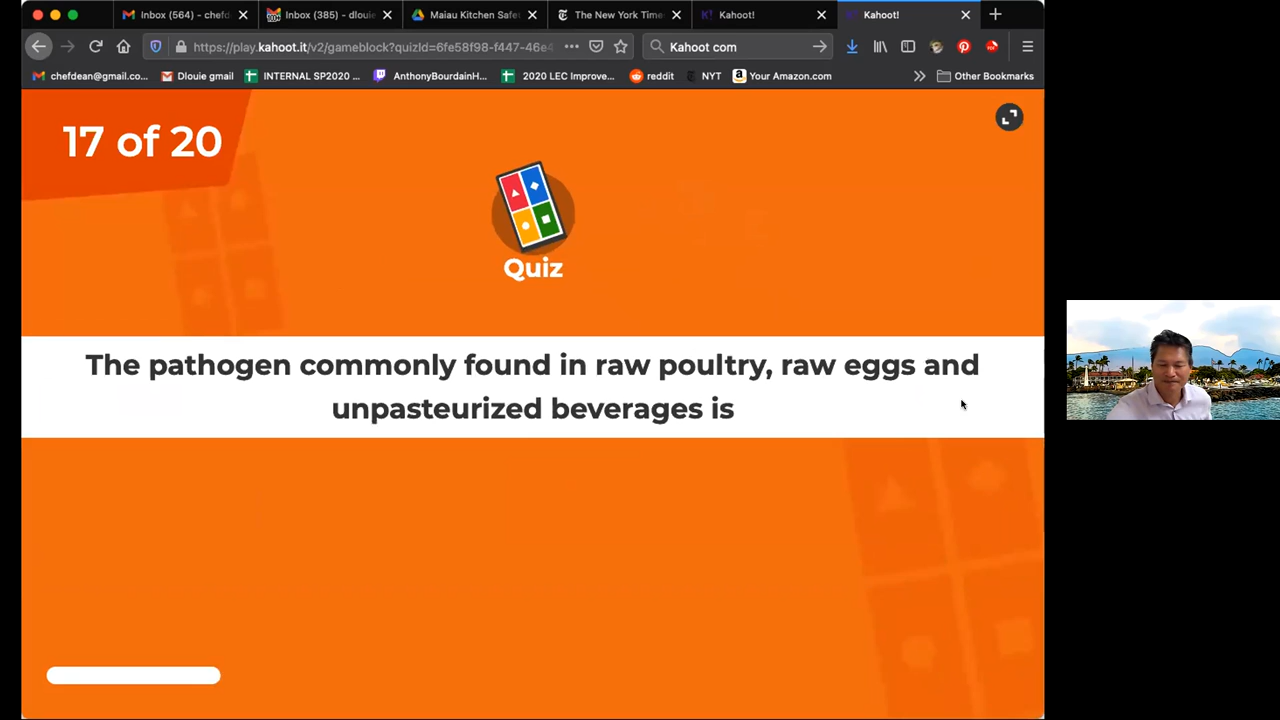 Inbox (564) - chefd
Inbox (385) - dlouie
Maiau Kitchen Safe
The New York Time
Kahoot!
Kahoot!
https://play.kahoot.it/v2/gameblock?quizId=6fe58f98-f447-46e4
Kahoot com
chefdean@gmail.co...
Dlouie gmail
INTERNAL SP2020 ...
AnthonyBourdainH...
2020 LEC Improve...
reddit
NYT
Your Amazon.com
Other Bookmarks
17 of 20
Quiz
The pathogen commonly found in raw poultry, raw eggs and
unpasteurized beverages is